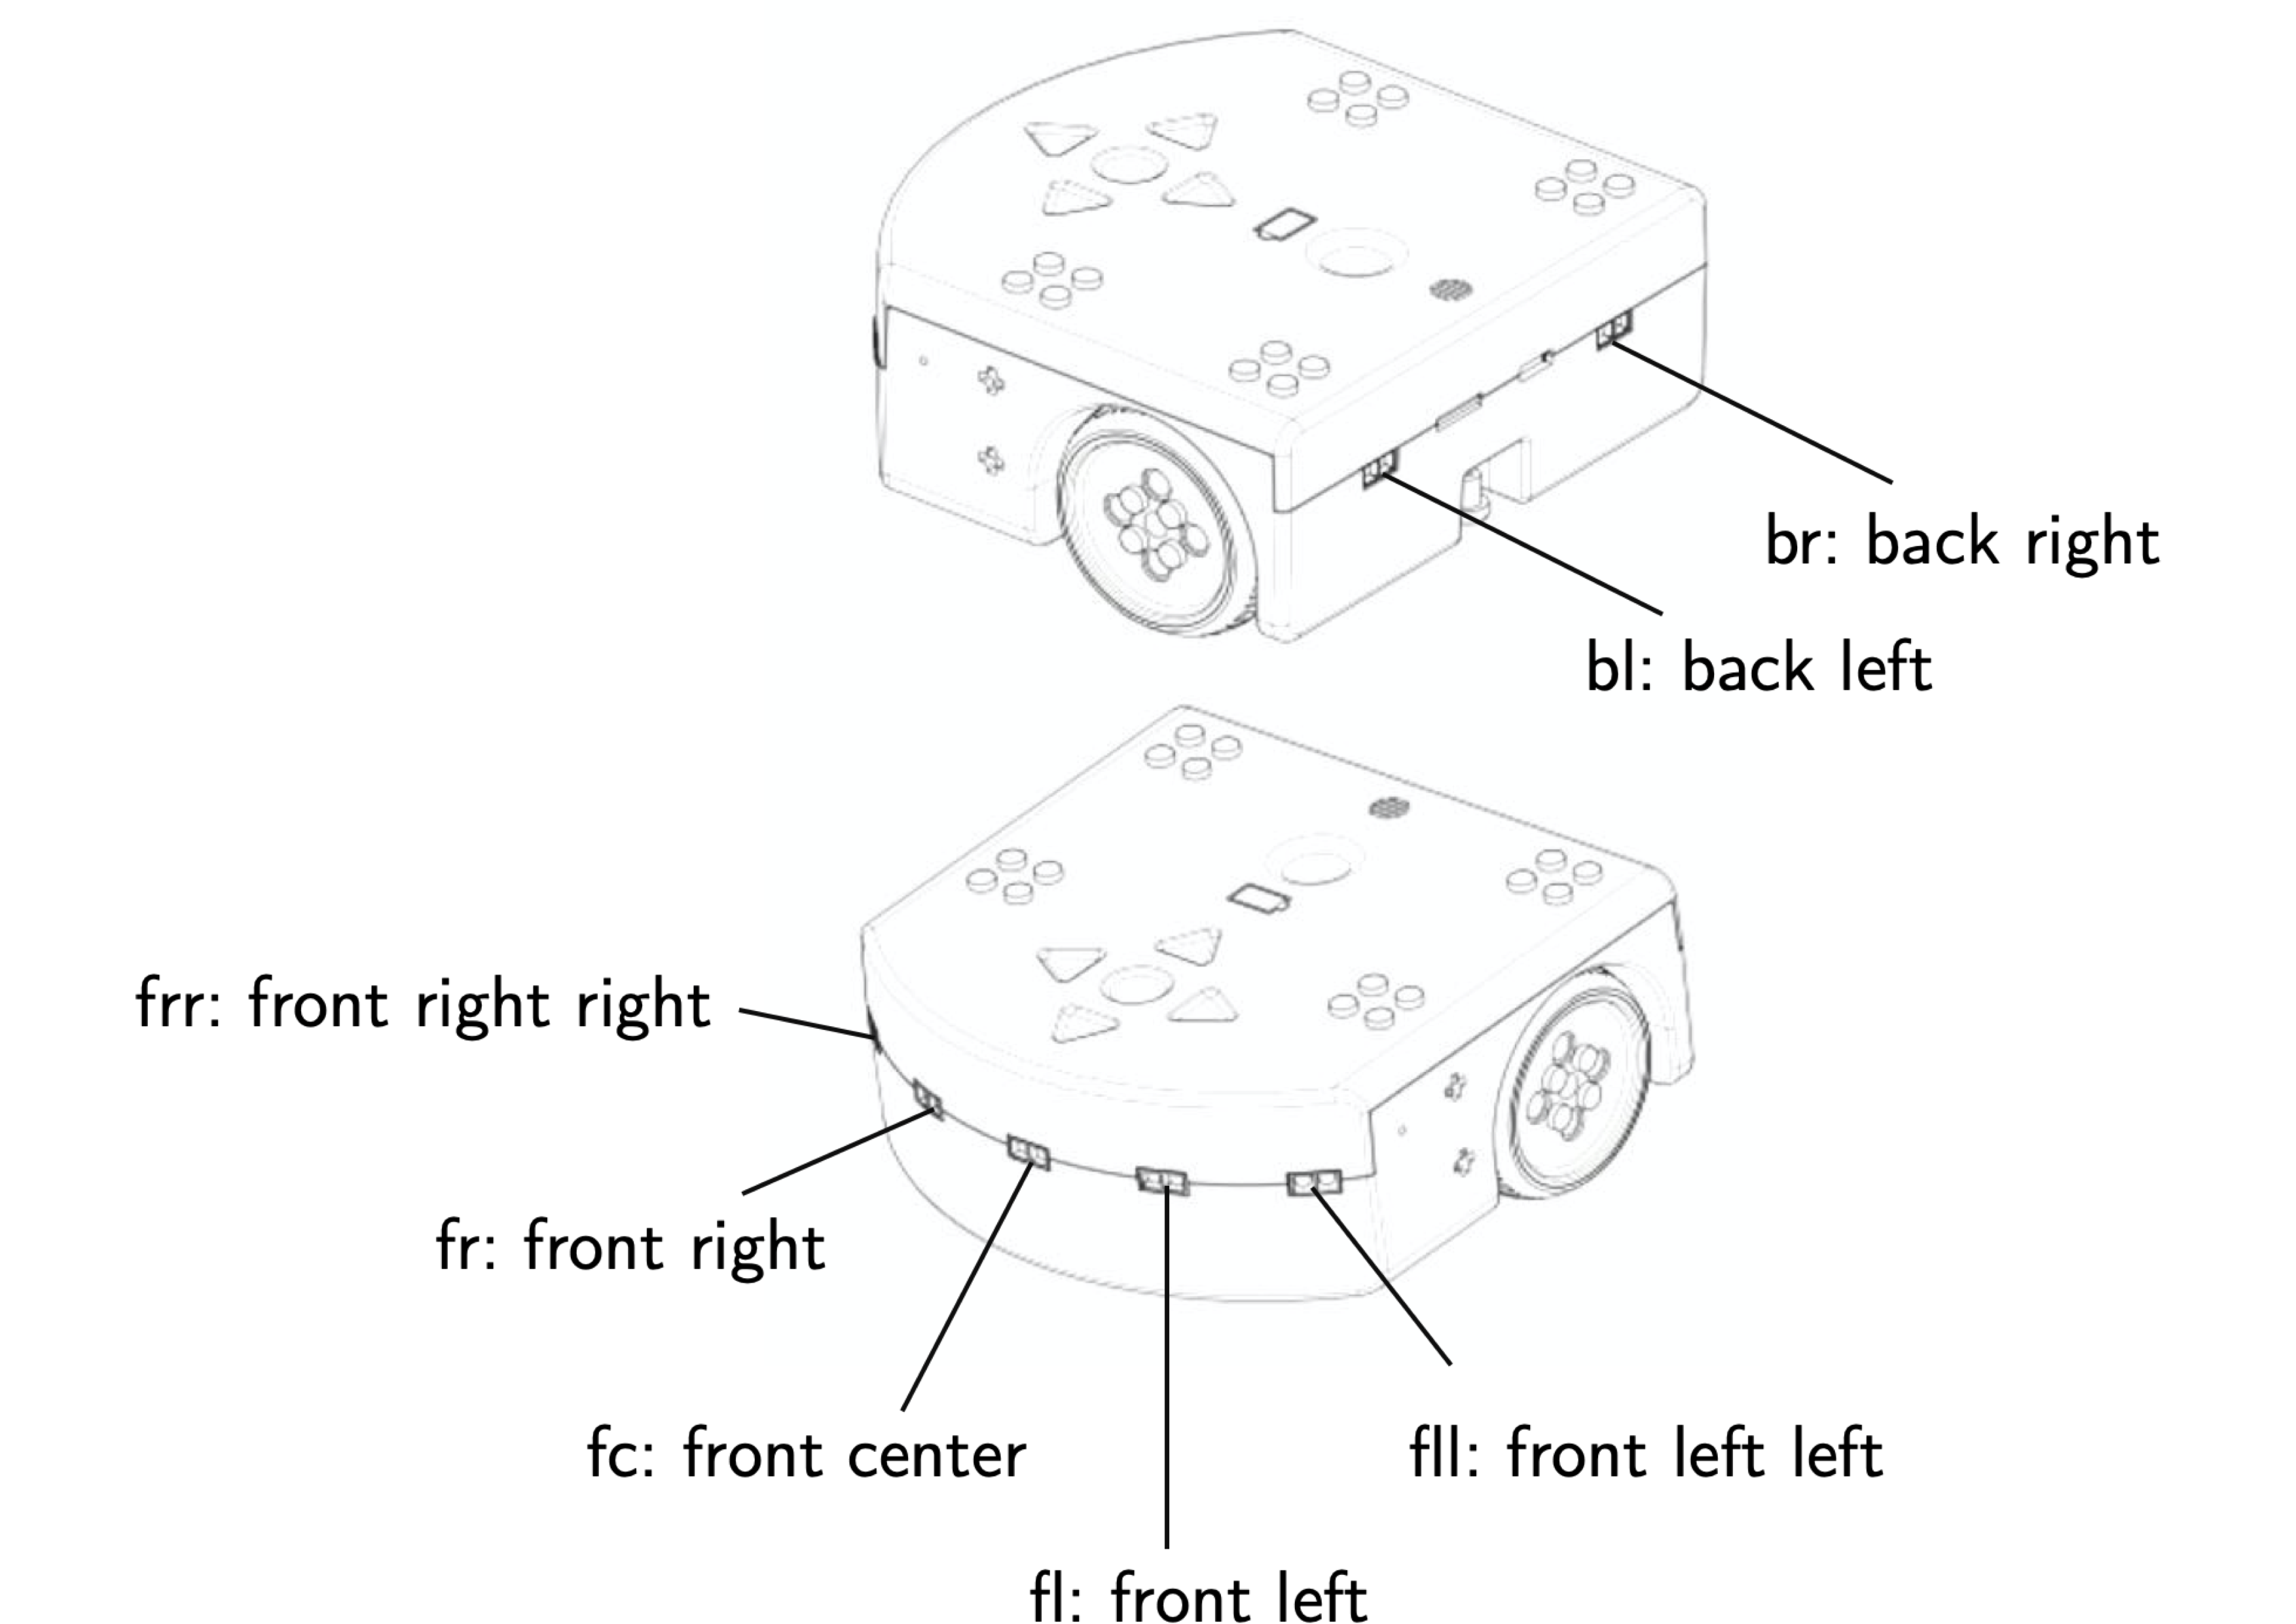 br: back right
bl: back left
frr: front right right
fr: front right
fc: front center
fll: front left left
fl: front left